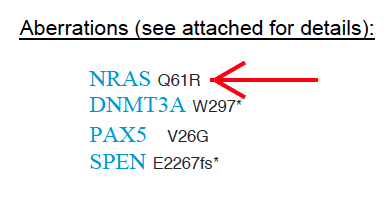 Aberrations (see attached for details):
NRAS Q61R
DNMT3A W297*
PAX5 V26G
SPEN E2267fs*